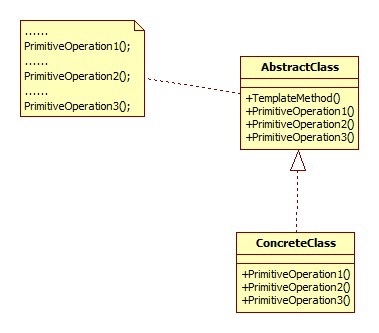 ......
PrimitiveOperation1();
......
PrimitiveOperation2();
......
PrimitiveOperation3();
AbstractClass
+TemplateMethod()
+PrimitiveOperation1()
+PrimitiveOperation2()
+PrimitiveOperation3()
ConcreteClass
+PrimitiveOperation1()
+PrimitiveOperation2()
+PrimitiveOperation3()